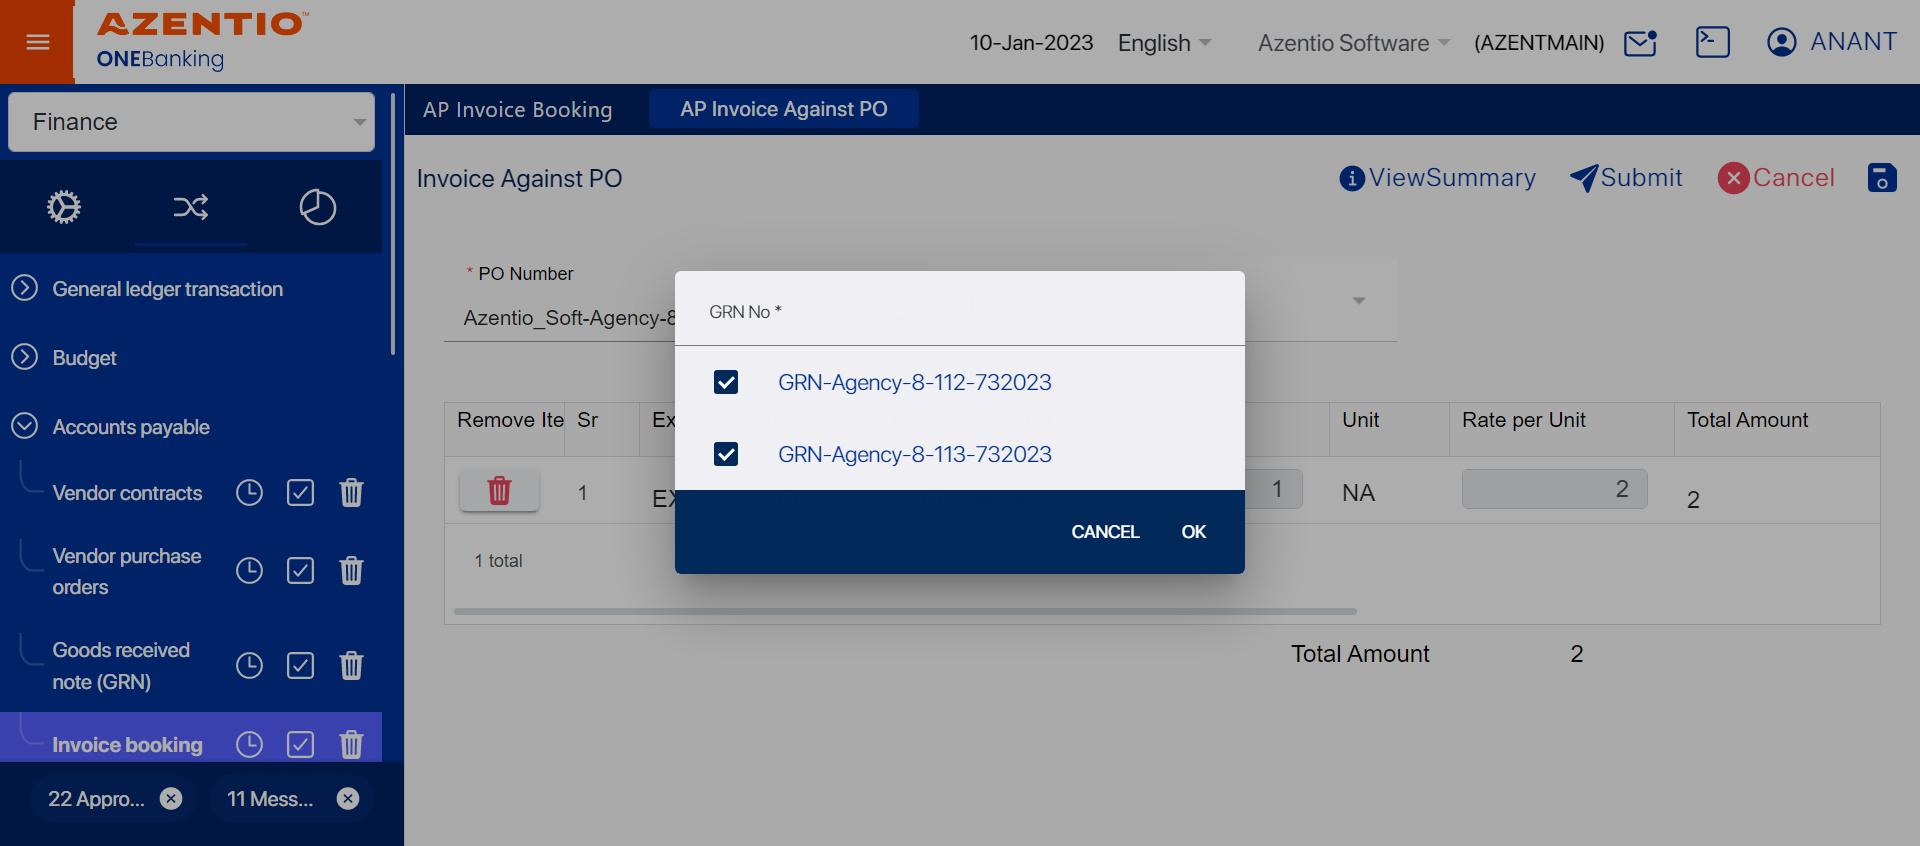 AZENTIO™
ONEBanking
10-Jan-2023 English Azentio Software (AZENTMAIN) ANANT
Finance
AP Invoice Booking AP Invoice Against PO
Invoice Against PO
ViewSummary Submit Cancel
General ledger transaction
Budget
Accounts payable
Vendor contracts
Vendor purchase
orders
Goods received
note (GRN)
Invoice booking
22 Appro... 11 Mess...
* PO Number
Azentio_Soft-Agency-8
GRN No *
GRN-Agency-8-112-732023
GRN-Agency-8-113-732023
CANCEL OK
Remove Ite Sr Ex Unit Rate per Unit Total Amount
1 EX 1 NA 2 2
1 total
Total Amount 2